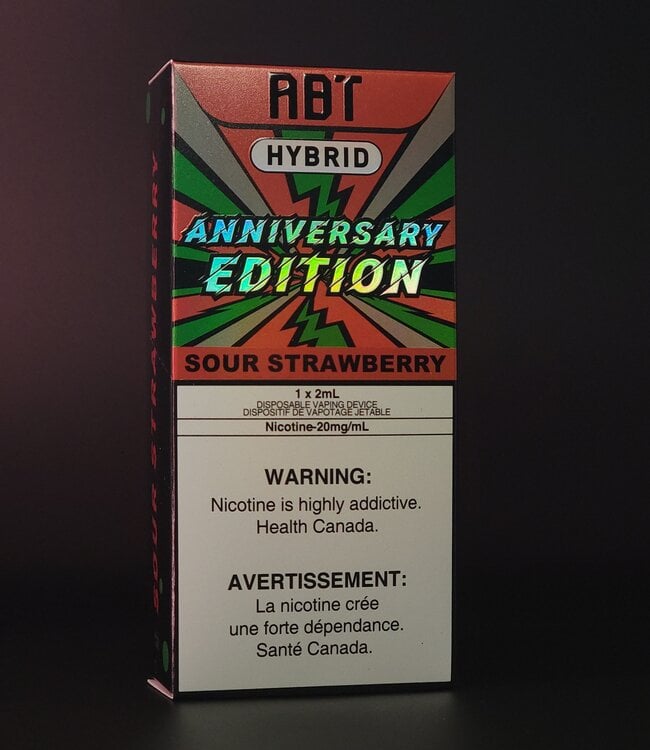 ABT
HYBRID
ANNIVERSARY
EDITION
SOUR STRAWBERRY
1 x 2mL
DISPOSABLE VAPING DEVICE
DISPOSITIF DE VAPOTAGE JETABLE
Nicotine-20mg/mL
WARNING:
Nicotine is highly addictive.
Health Canada.
AVERTISSEMENT:
La nicotine crée
une forte dépendance.
Santé Canada.
SOUR STRAWBERRY